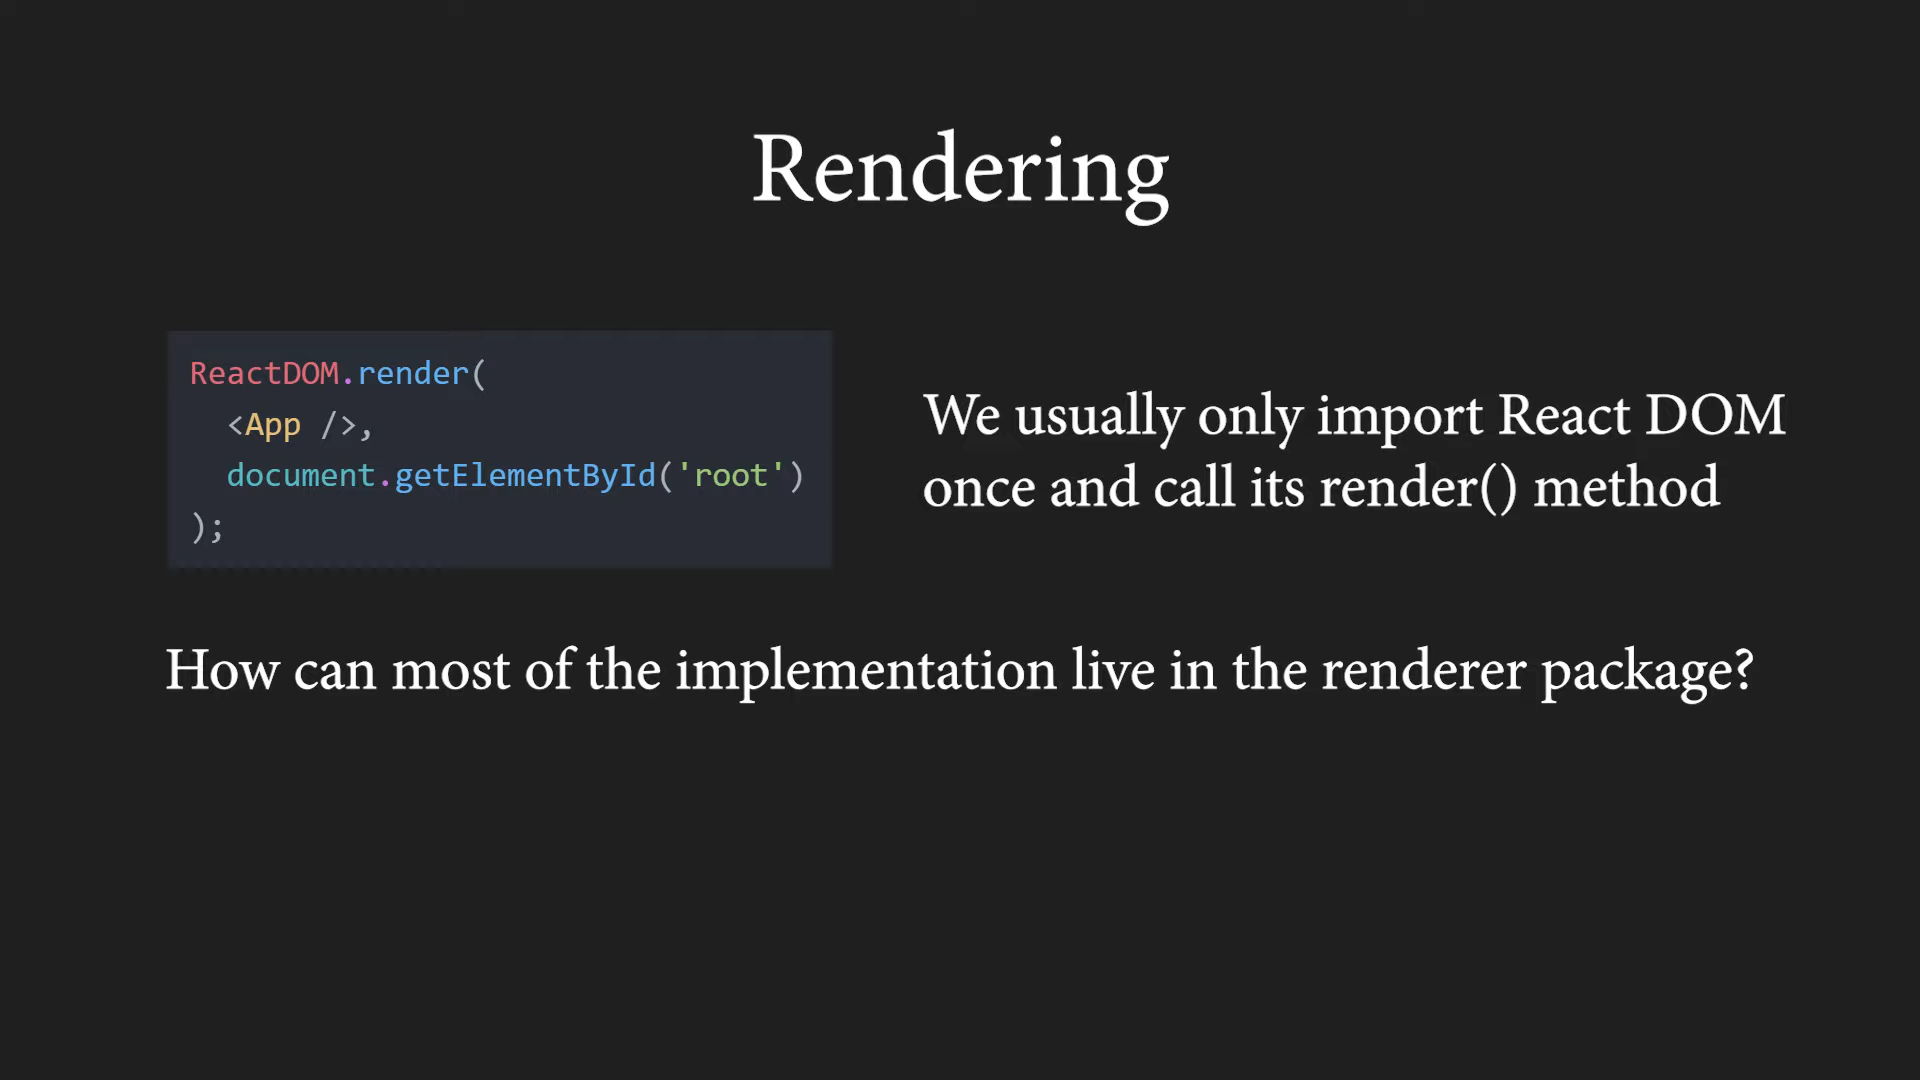 Rendering
ReactDOM.render(
  <App />,
  document.getElementById('root')
);
We usually only import React DOM
once and call its render() method
How can most of the implementation live in the renderer package?